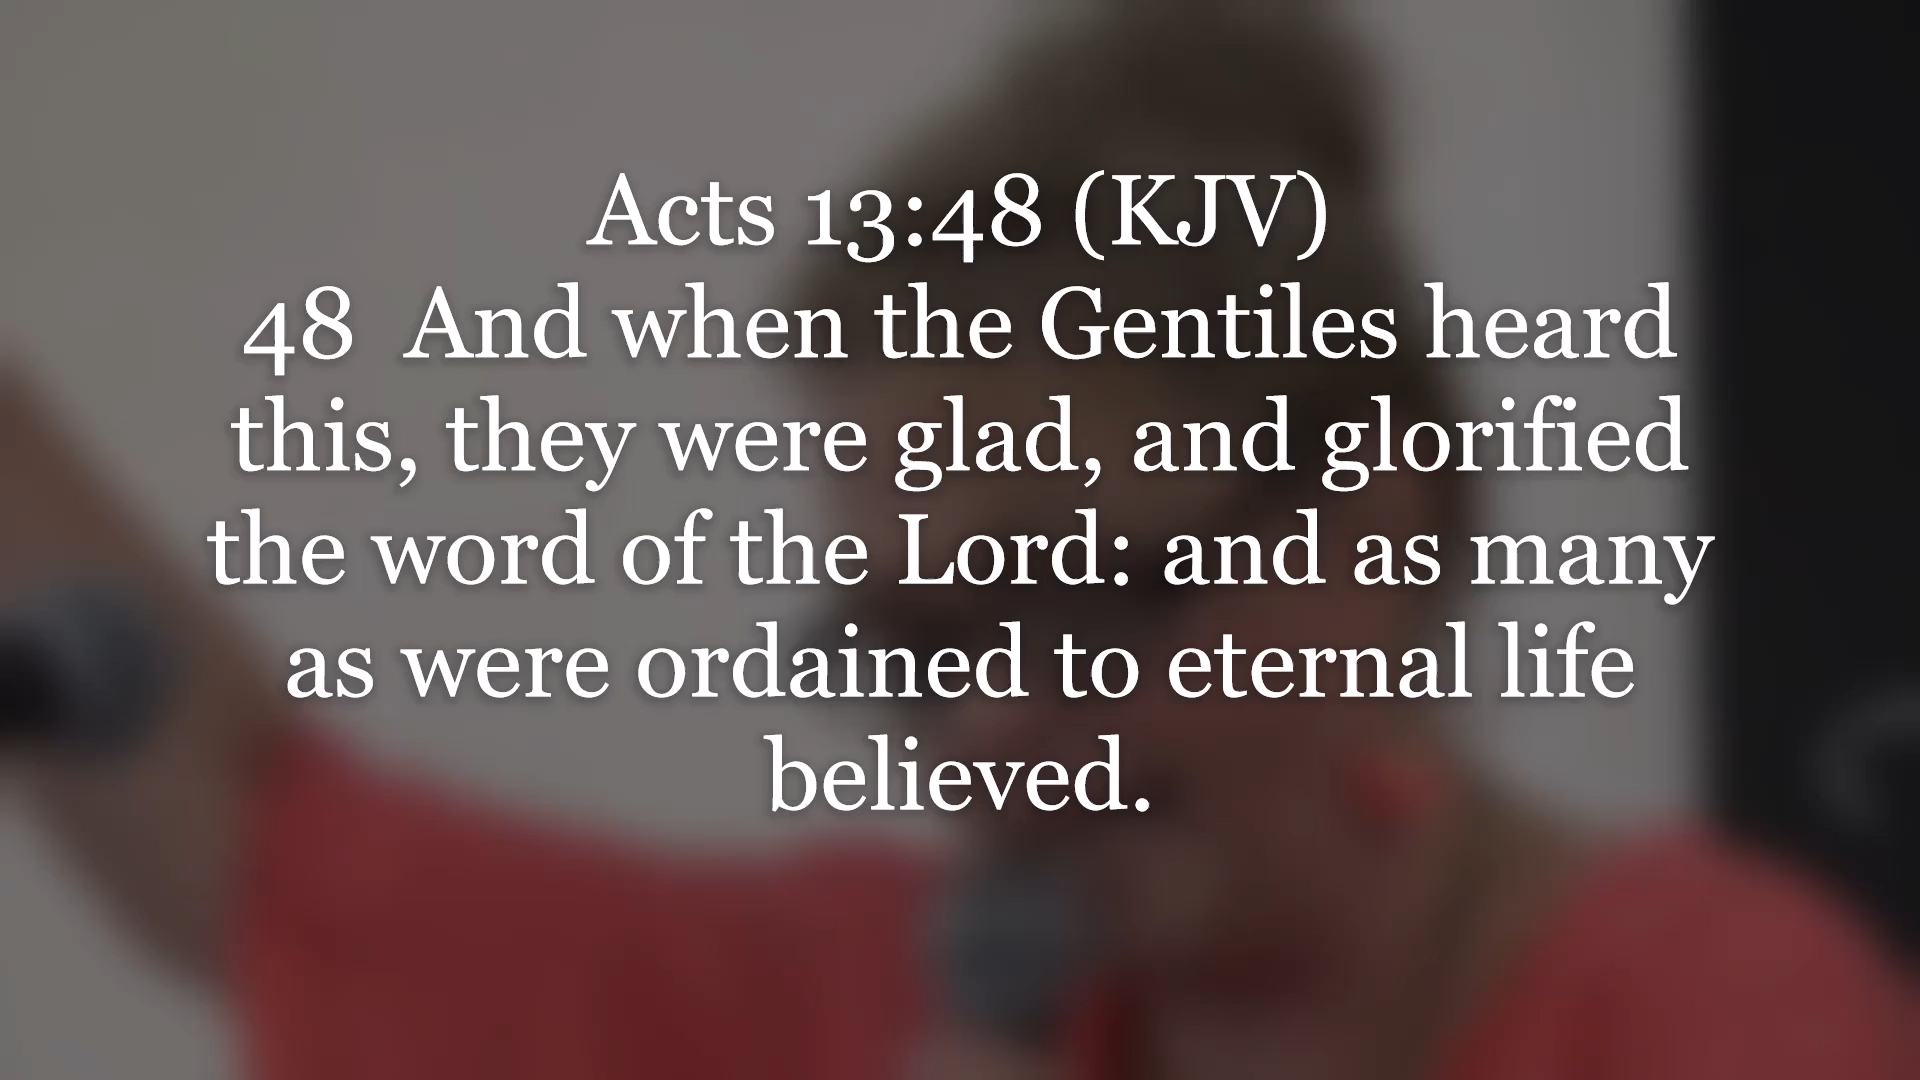 Acts 13:48 (KJV)
48  And when the Gentiles heard
this, they were glad, and glorified
the word of the Lord: and as many
as were ordained to eternal life
believed.